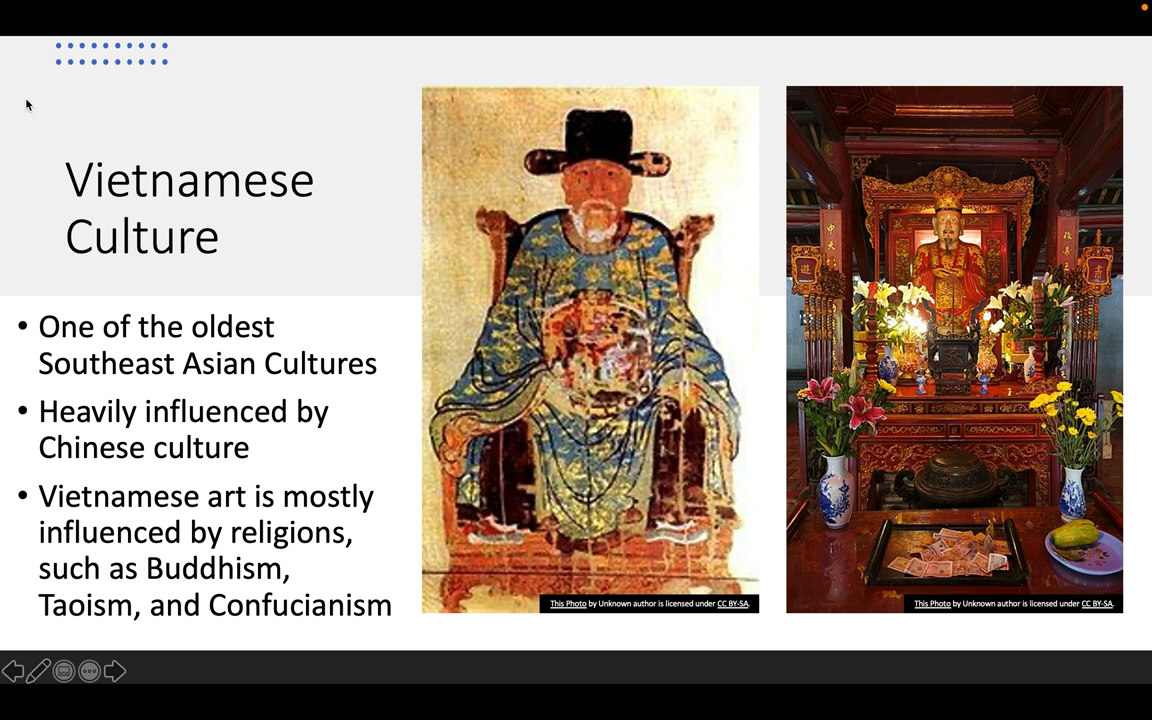 Vietnamese
Culture
• One of the oldest
Southeast Asian Cultures
• Heavily influenced by
Chinese culture
• Vietnamese art is mostly
influenced by religions,
such as Buddhism,
Taoism, and Confucianism
This Photo by Unknown author is licensed under CC BY-SA.
中天
This Photo by Unknown author is licensed under CC BY-SA.